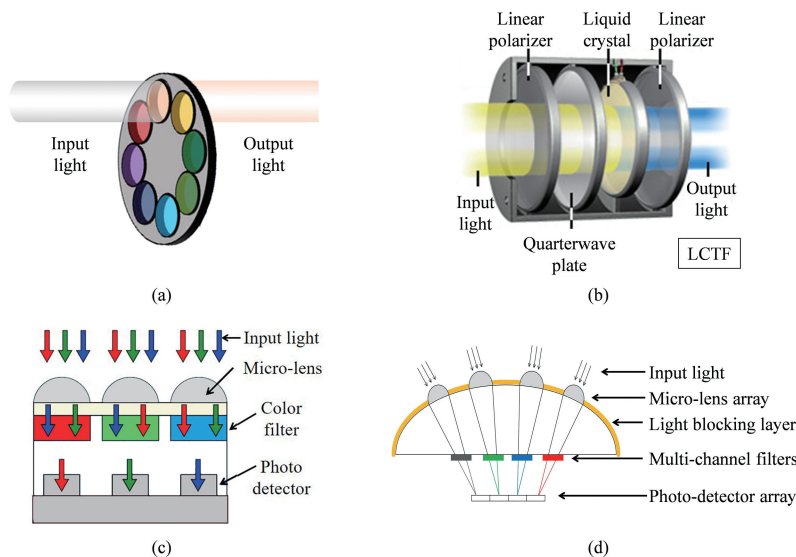 Input
light
Output
light
(a)
Linear
polarizer
Liquid
crystal
Linear
polarizer
Input
light
Quarterwave
plate
Output
light
LCTF
(b)
Input light
Micro-lens
Color
filter
Photo
detector
(c)
Input light
Micro-lens array
Light blocking layer
Multi-channel filters
Photo-detector array
(d)